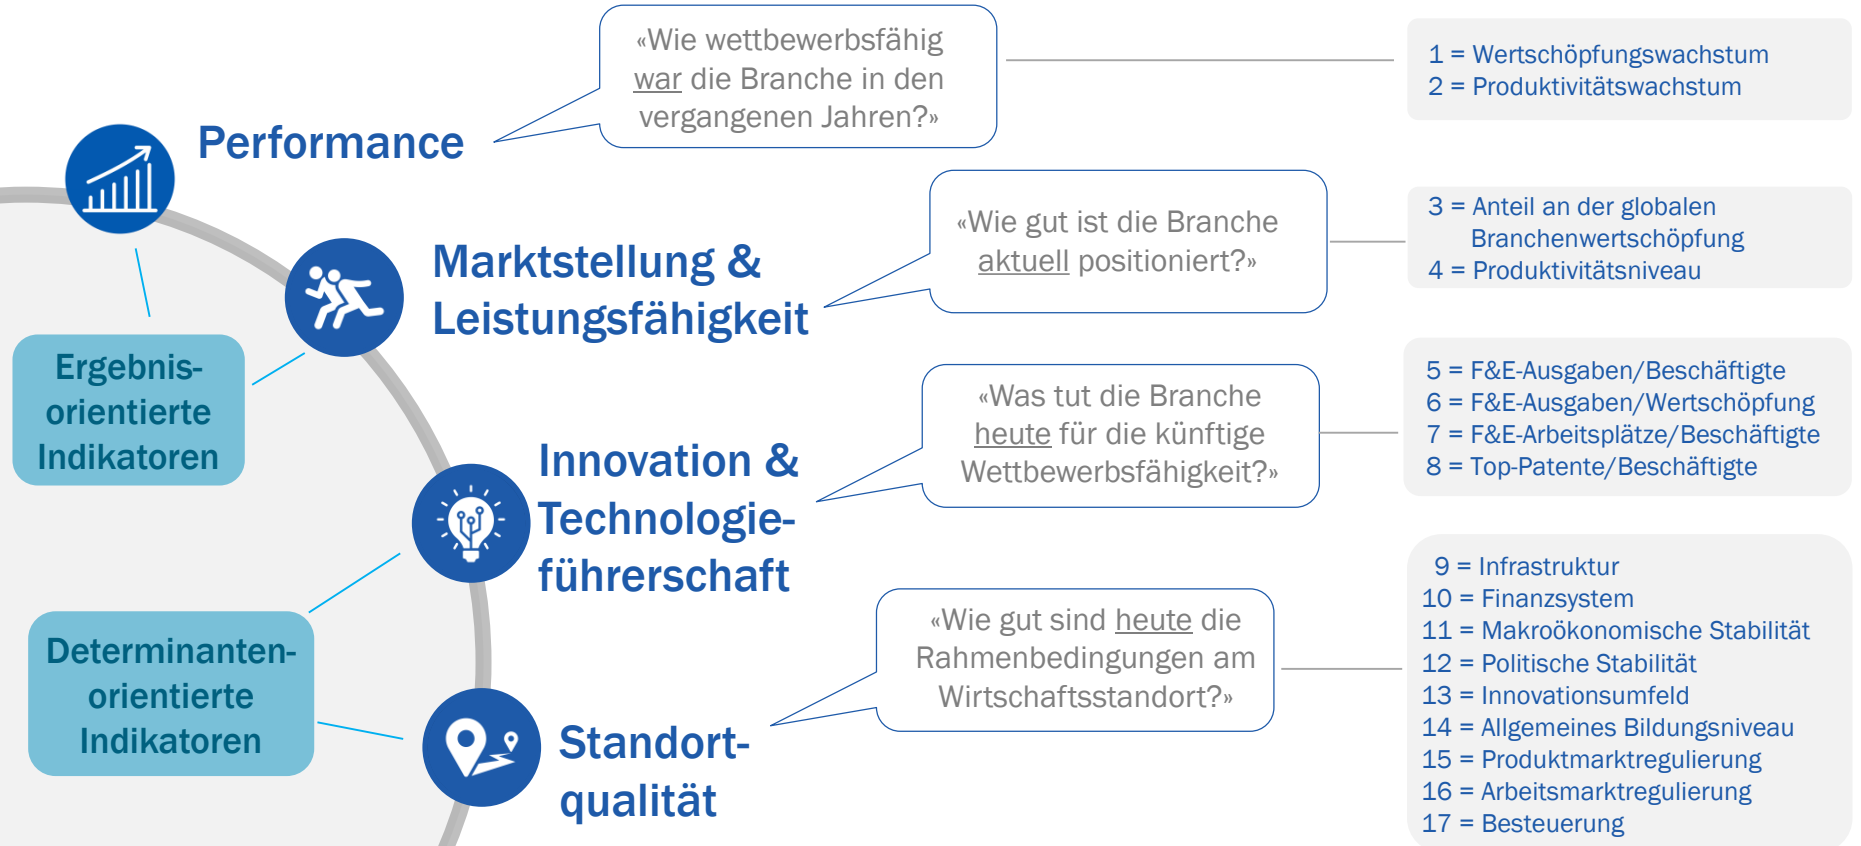 Performance
«Wie wettbewerbsfähig
war die Branche in den
vergangenen Jahren?»
1 = Wertschöpfungswachstum
2 = Produktivitätswachstum
Marktstellung &
Leistungsfähigkeit
«Wie gut ist die Branche
aktuell positioniert?»
3 = Anteil an der globalen
Branchenwertschöpfung
4 = Produktivitätsniveau
Ergebnis-
orientierte
Indikatoren
Innovation &
Technologie-
führerschaft
«Was tut die Branche
heute für die künftige
Wettbewerbsfähigkeit?»
5 = F&E-Ausgaben/Beschäftigte
6 = F&E-Ausgaben/Wertschöpfung
7 = F&E-Arbeitsplätze/Beschäftigte
8 = Top-Patente/Beschäftigte
Determinanten-
orientierte
Indikatoren
Standort-
qualität
«Wie gut sind heute die
Rahmenbedingungen am
Wirtschaftsstandort?»
9 = Infrastruktur
10 = Finanzsystem
11 = Makroökonomische Stabilität
12 = Politische Stabilität
13 = Innovationsumfeld
14 = Allgemeines Bildungsniveau
15 = Produktmarktregulierung
16 = Arbeitsmarktregulierung
17 = Besteuerung